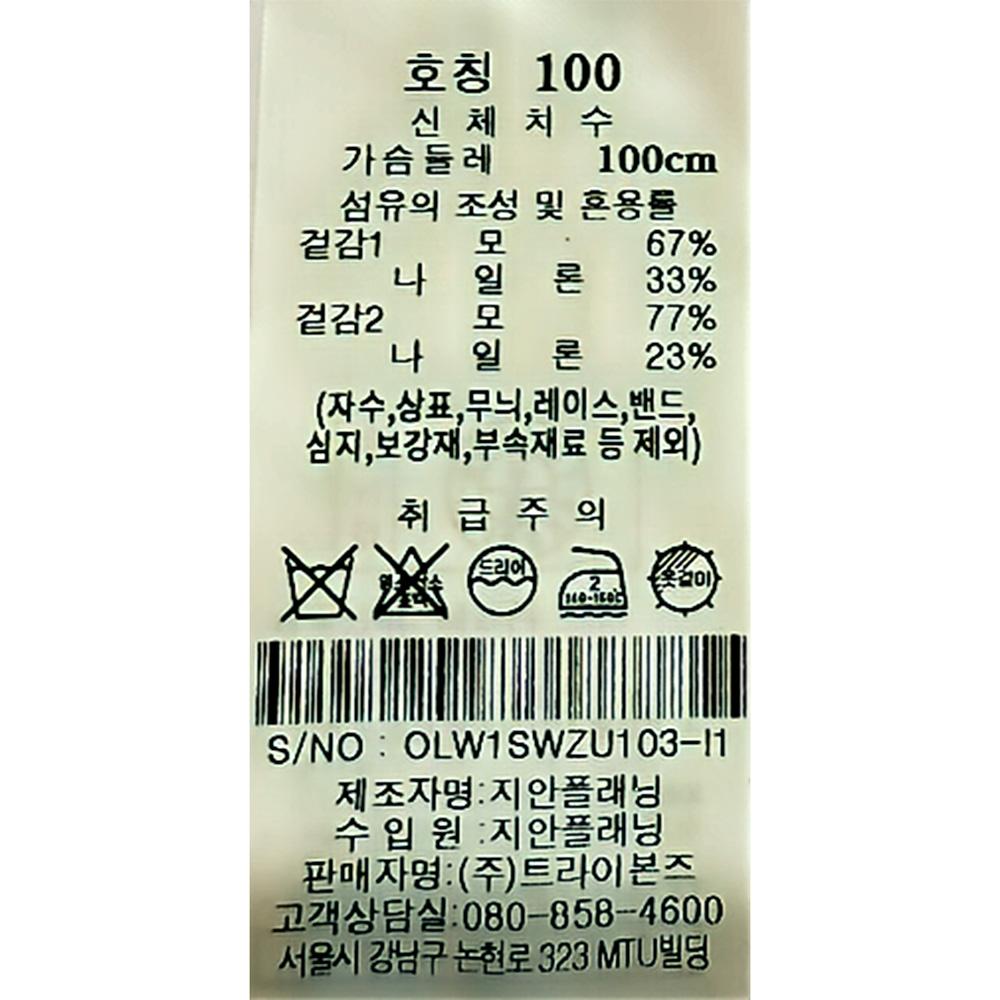 호칭 100
신체치수
가슴둘레 100cm
섬유의 조성 및 혼용률
겉감1 모 67%
나일론 33%
겉감2 모 77%
나일론 23%
(자수,상표,무늬,레이스,밴드,
심지,보강재,부속재료 등 제외)
취급주의
드리이 2 160-150℃ 옷걸이
S/NO : OLW1SWZU103-I1
제조자명:지안플래닝
수입원 :지안플래닝
판매자명:(주)트라이본즈
고객상담실:080-858-4600
서울시 강남구 논현로 323 MTU빌딩